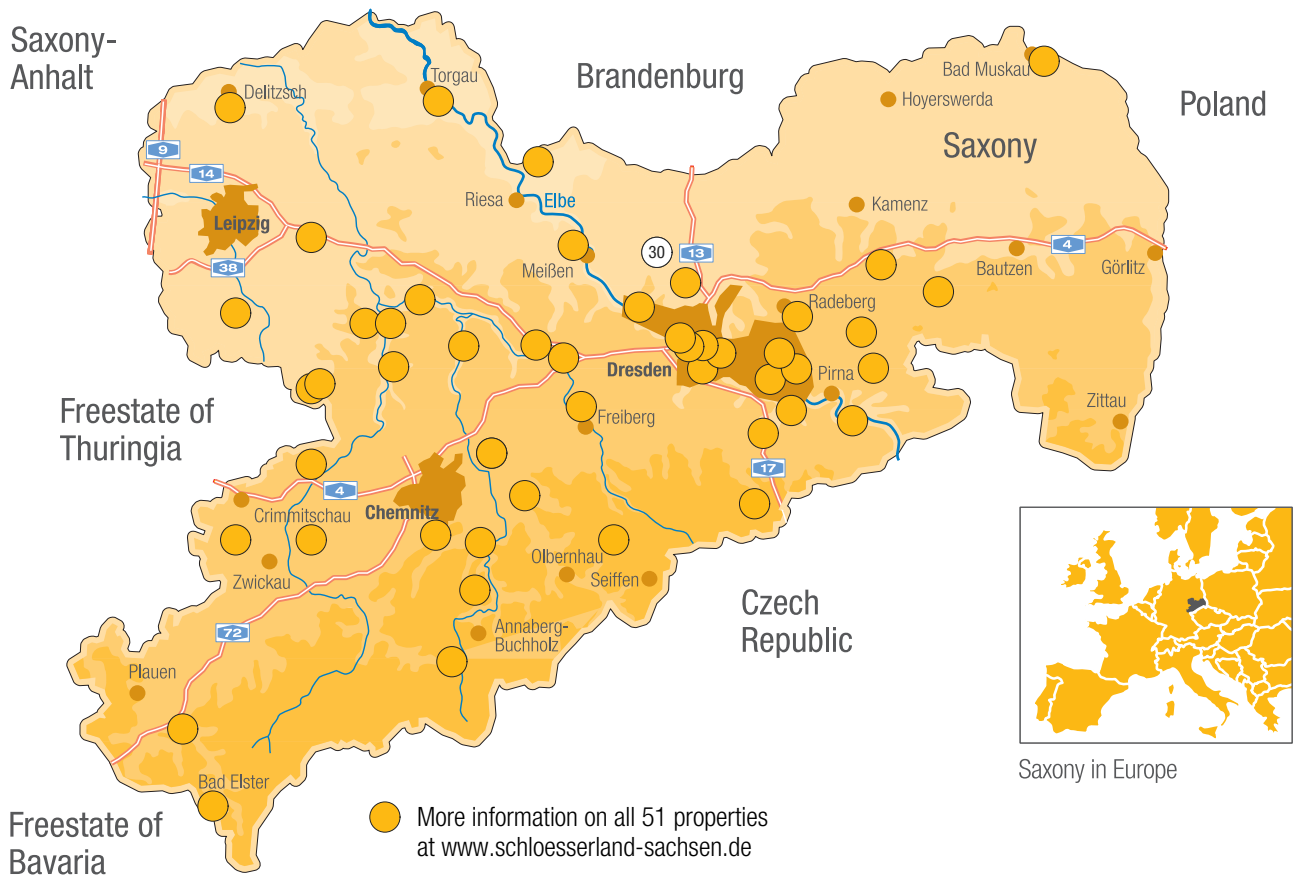 Saxony-
Anhalt
Brandenburg
Poland
Saxony
Torgau
Delitzsch
Bad Muskau
Hoyerswerda
9
14
Riesa
Elbe
Kamenz
Leipzig
30
13
4
38
Meißen
Bautzen
Görlitz
Radeberg
Dresden
Pirna
Freestate of
Thuringia
Freiberg
Zittau
17
4
Crimmitschau
Chemnitz
Olbernhau
Zwickau
Seiffen
Czech
Republic
72
Annaberg-
Buchholz
Plauen
Saxony in Europe
Bad Elster
Freestate of
Bavaria
More information on all 51 properties
at www.schloesserland-sachsen.de